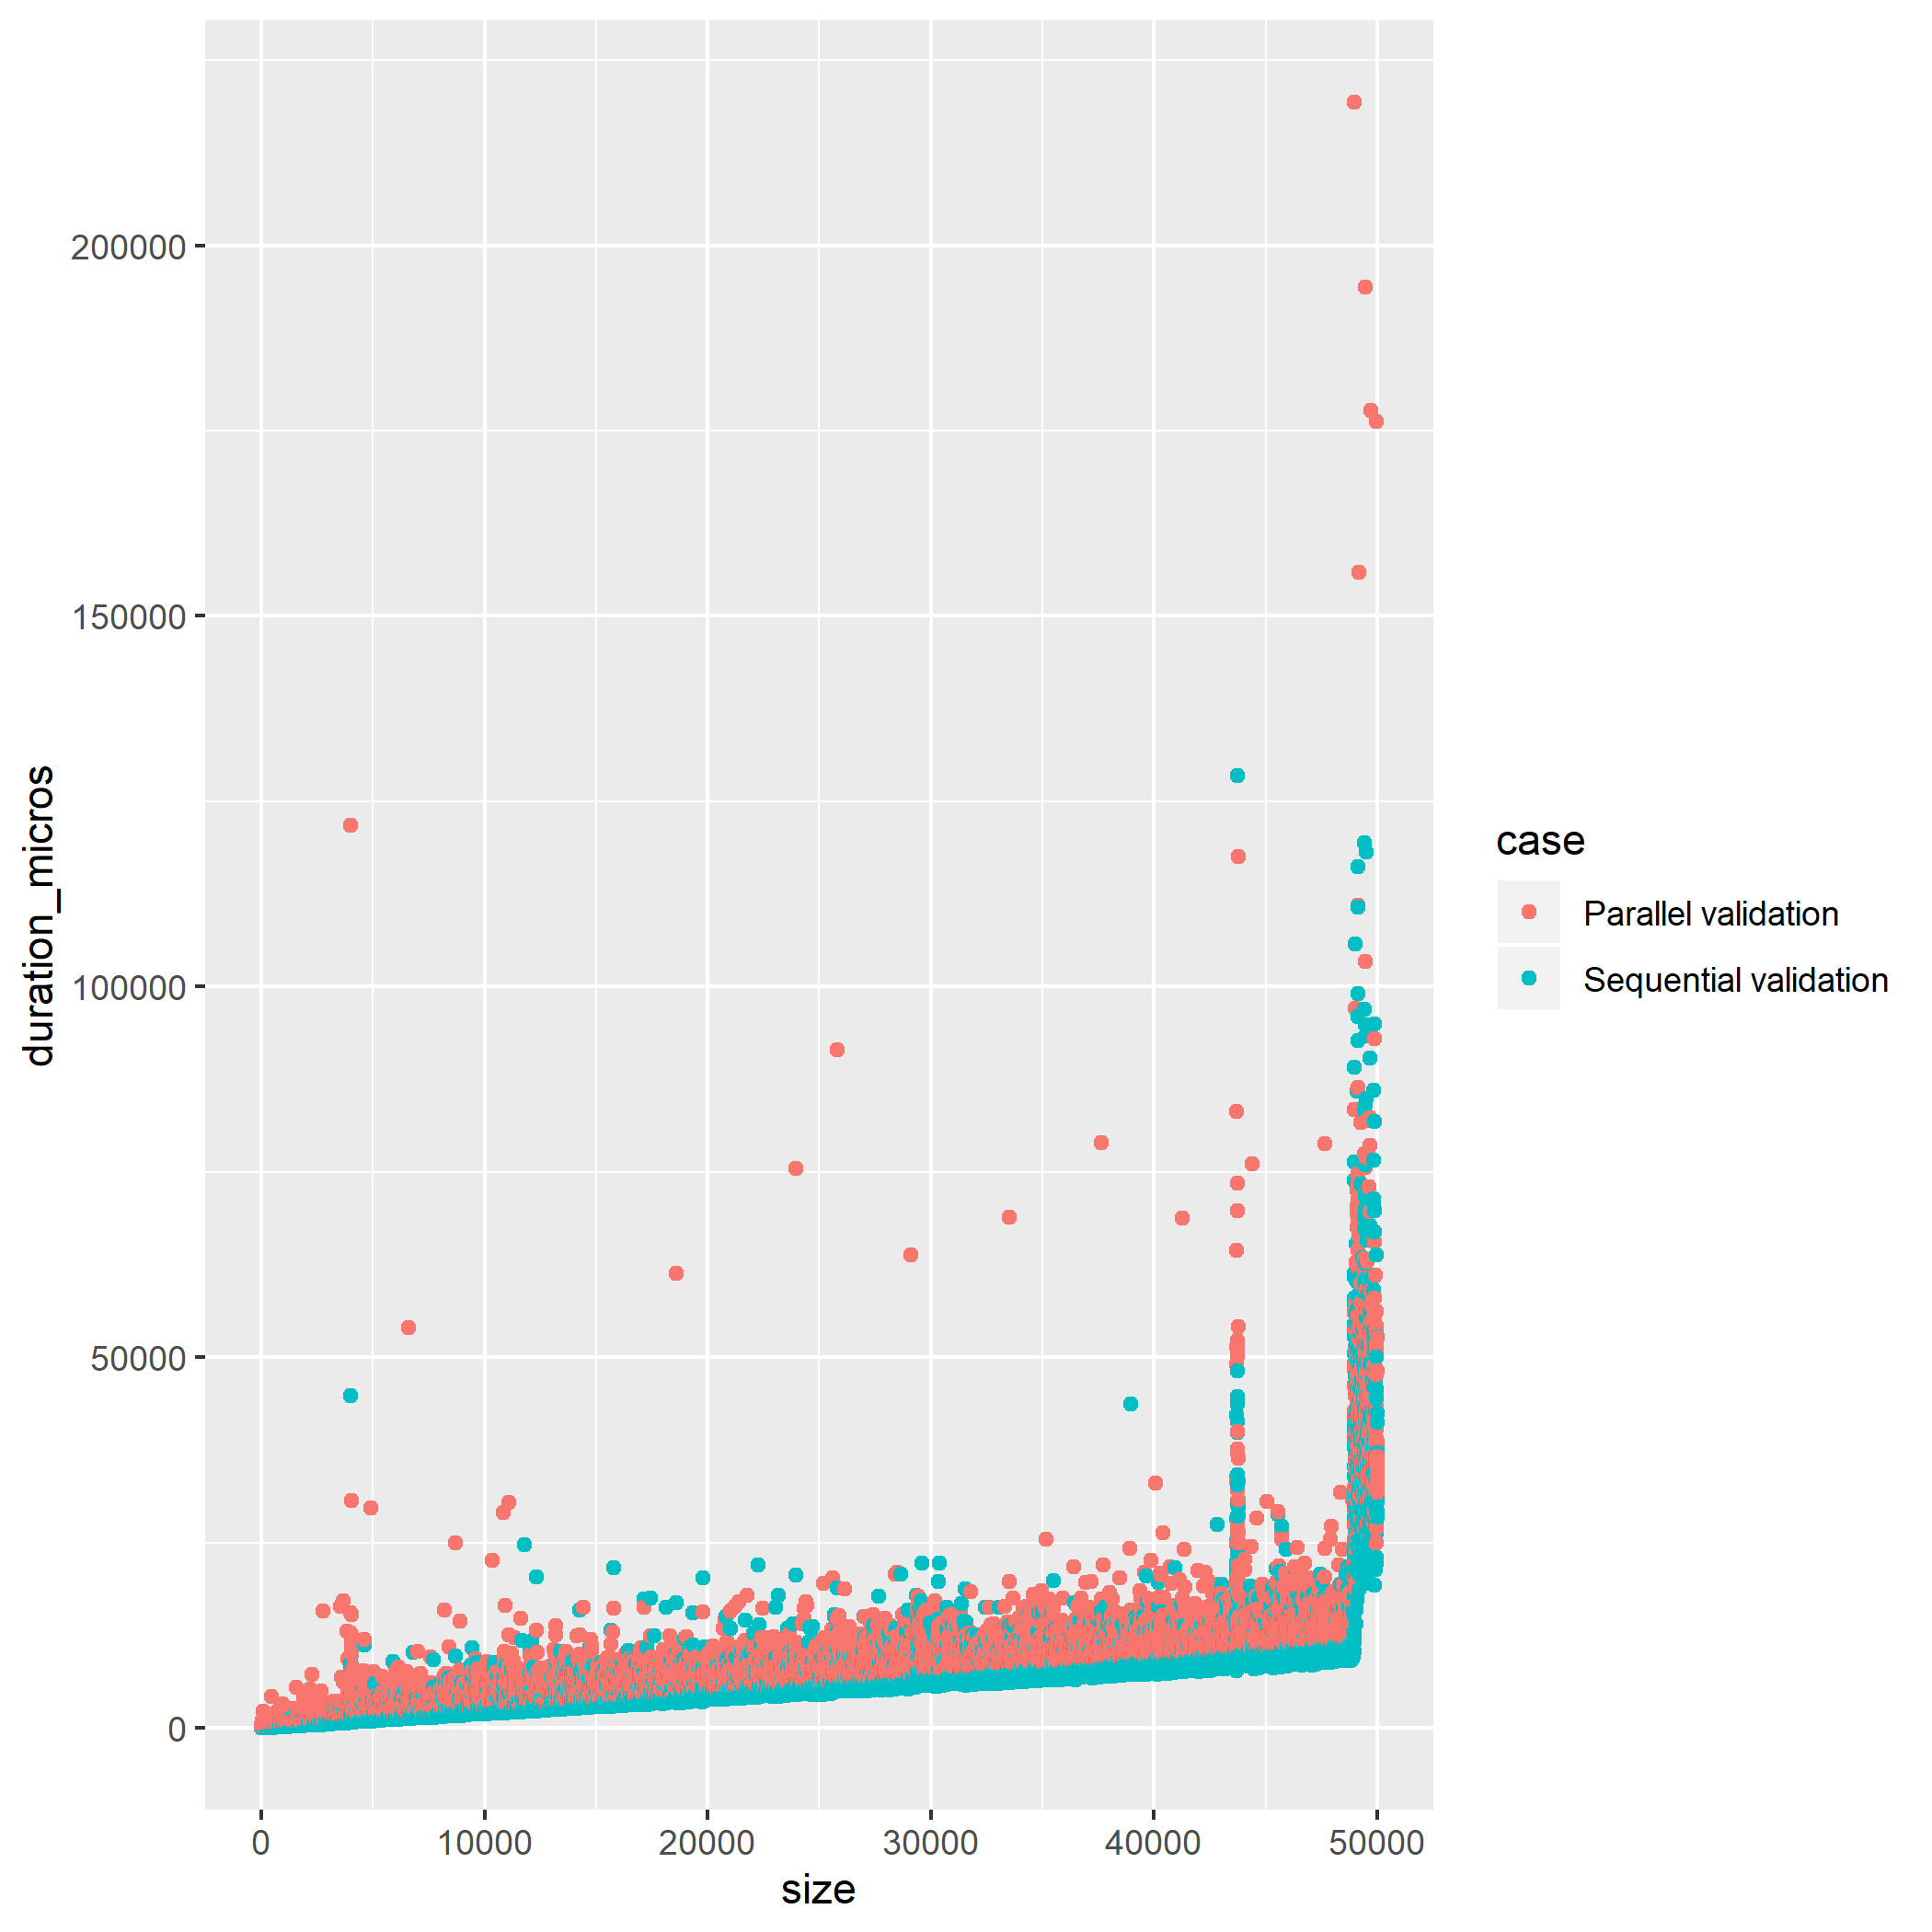 200000
150000
100000
50000
0
duration_micros
0 10000 20000 30000 40000 50000
size
case
Parallel validation
Sequential validation